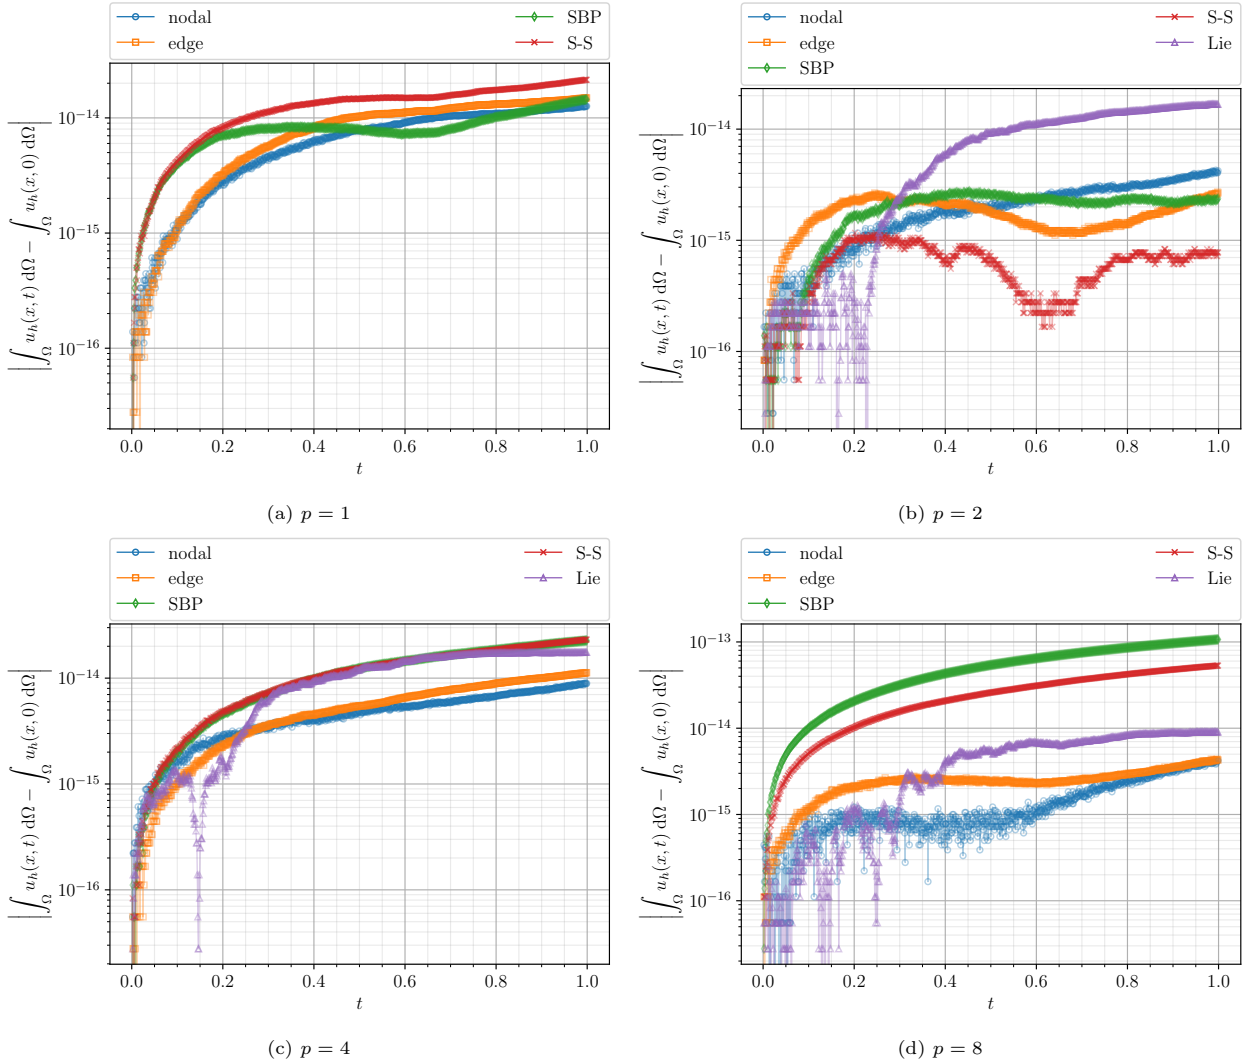 nodal
edge
SBP
S-S
10⁻¹⁴
10⁻¹⁵
10⁻¹⁶
|∫_Ω u_h(x, t) dΩ − ∫_Ω u_h(x, 0) dΩ|
0.0 0.2 0.4 0.6 0.8 1.0
t
(a) p = 1
nodal
edge
SBP
S-S
Lie
10⁻¹⁴
10⁻¹⁵
10⁻¹⁶
|∫_Ω u_h(x, t) dΩ − ∫_Ω u_h(x, 0) dΩ|
0.0 0.2 0.4 0.6 0.8 1.0
t
(b) p = 2
nodal
edge
SBP
S-S
Lie
10⁻¹⁴
10⁻¹⁵
10⁻¹⁶
|∫_Ω u_h(x, t) dΩ − ∫_Ω u_h(x, 0) dΩ|
0.0 0.2 0.4 0.6 0.8 1.0
t
(c) p = 4
nodal
edge
SBP
S-S
Lie
10⁻¹³
10⁻¹⁴
10⁻¹⁵
10⁻¹⁶
|∫_Ω u_h(x, t) dΩ − ∫_Ω u_h(x, 0) dΩ|
0.0 0.2 0.4 0.6 0.8 1.0
t
(d) p = 8